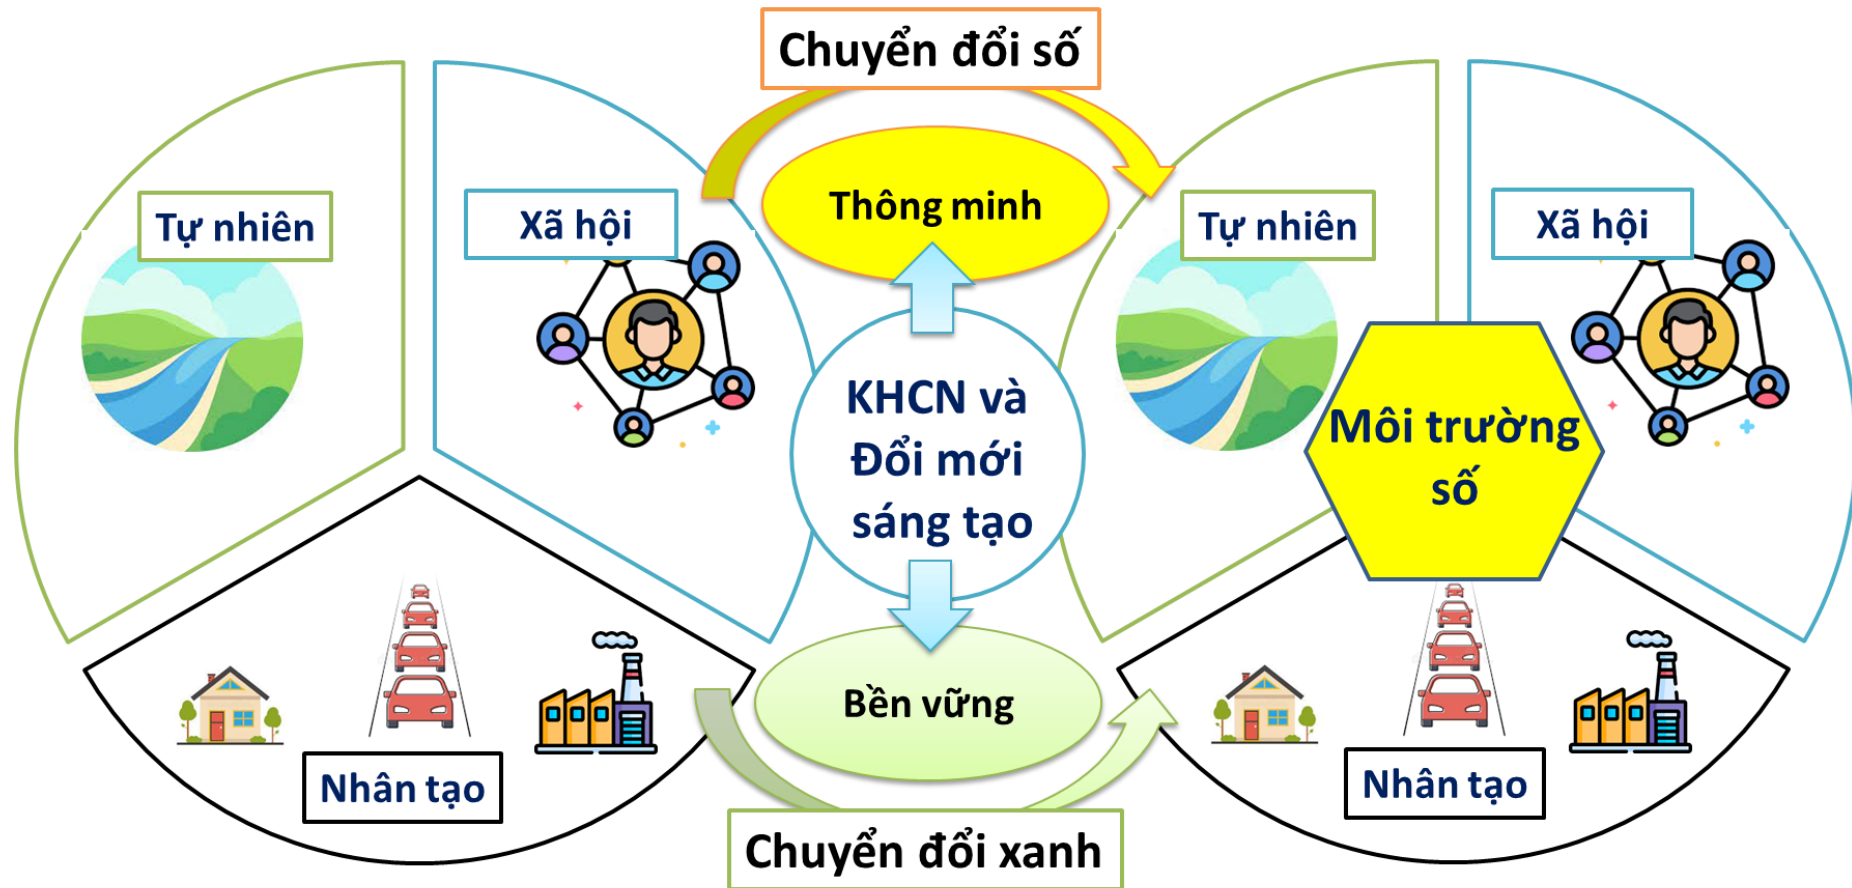 Chuyển đổi số
Thông minh
Tự nhiên
Xã hội
Tự nhiên
Xã hội
KHCN và
Đổi mới
sáng tạo
Môi trường
số
Bền vững
Nhân tạo
Nhân tạo
Chuyển đổi xanh